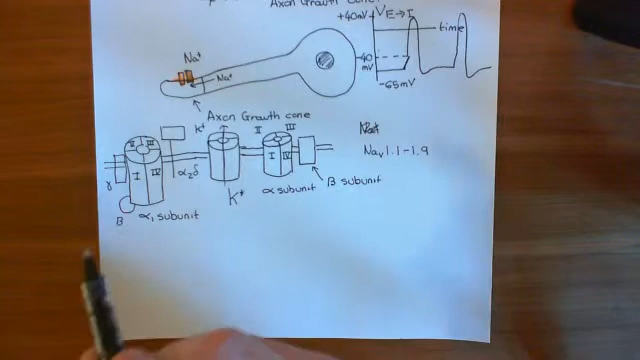 Axon Growth Cone
+40mV
VE → I
time
-40
mV
-65mV
Na+
Na+
Axon Growth cone
K+
II
III
II
III
I
IV
I
IV
Nav1.1-1.9
γ
α2δ
K+
α subunit
β subunit
β
α1 subunit